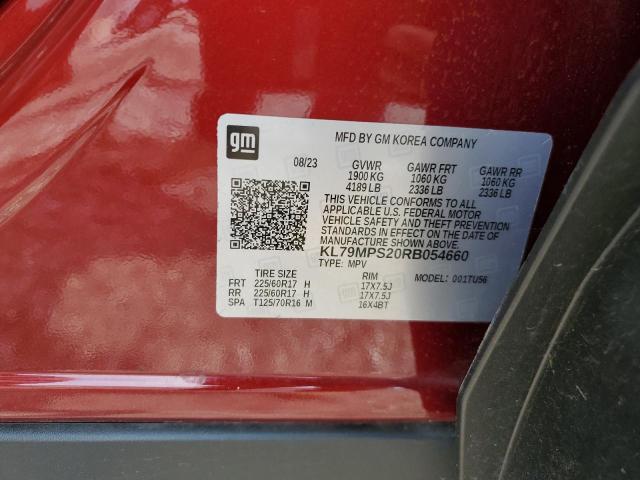 gm
MFD BY GM KOREA COMPANY
08/23 GVWR GAWR FRT GAWR RR
1900 KG 1060 KG 1060 KG
4189 LB 2336 LB 2336 LB
THIS VEHICLE CONFORMS TO ALL
APPLICABLE U.S. FEDERAL MOTOR
VEHICLE SAFETY AND THEFT PREVENTION
STANDARDS IN EFFECT ON THE DATE OF
MANUFACTURE SHOWN ABOVE.
KL79MPS20RB054660
TYPE: MPV
TIRE SIZE RIM MODEL: 001TU56
FRT 225/60R17 H 17X7.5J
RR 225/60R17 H 17X7.5J
SPA T125/70R16 M 16X4BT